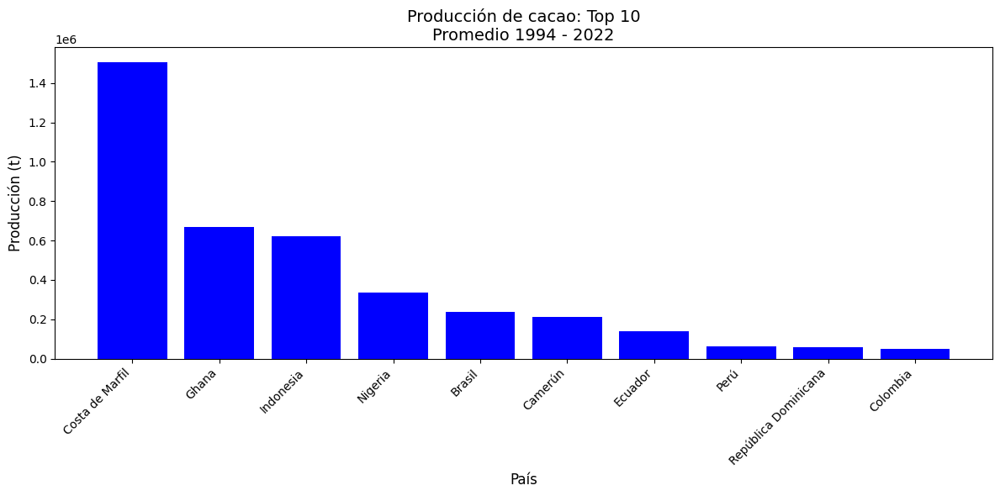 Producción de cacao: Top 10
Promedio 1994 - 2022
1e6
1.4
1.2
1.0
0.8
0.6
0.4
0.2
0.0
Producción (t)
Costa de Marfil
Ghana
Indonesia
Nigeria
Brasil
Camerún
Ecuador
Perú
República Dominicana
Colombia
País